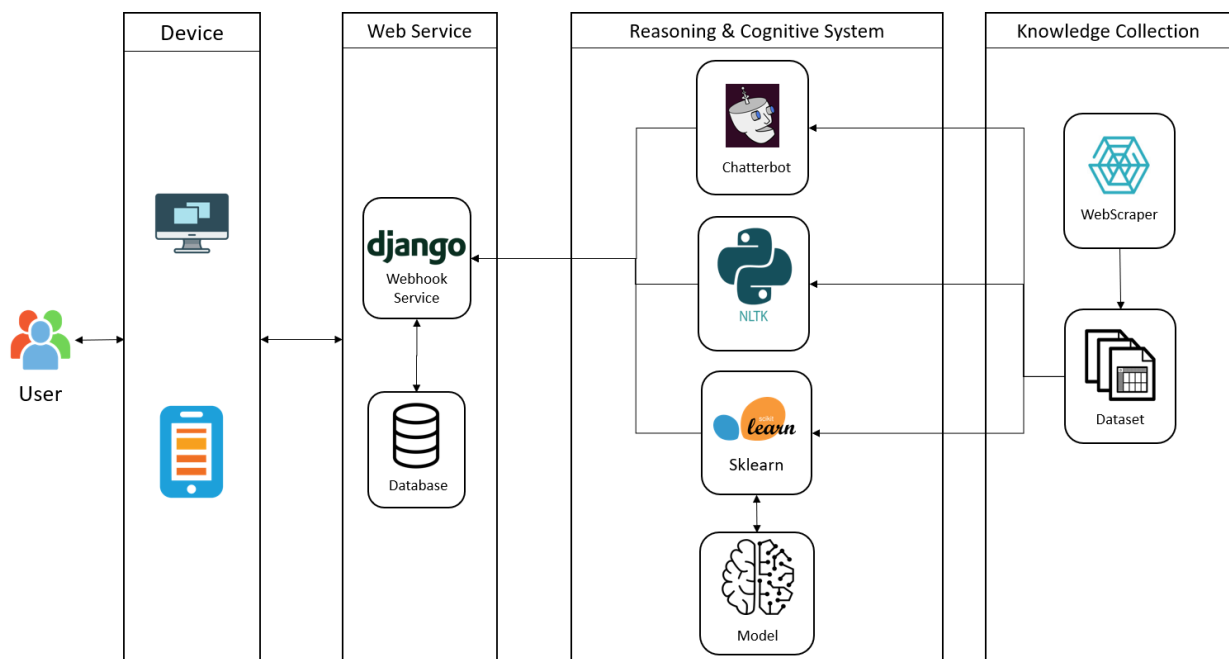 Device
Web Service
Reasoning & Cognitive System
Knowledge Collection
Chatterbot
WebScraper
django
Webhook
Service
NLTK
User
Database
scikit
learn
Sklearn
Dataset
Model